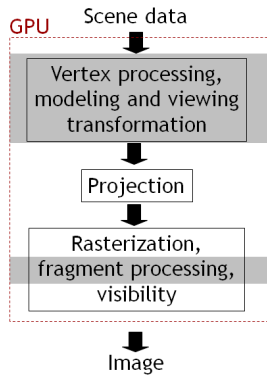 Scene data
GPU
Vertex processing,
modeling and viewing
transformation
Projection
Rasterization,
fragment processing,
visibility
Image